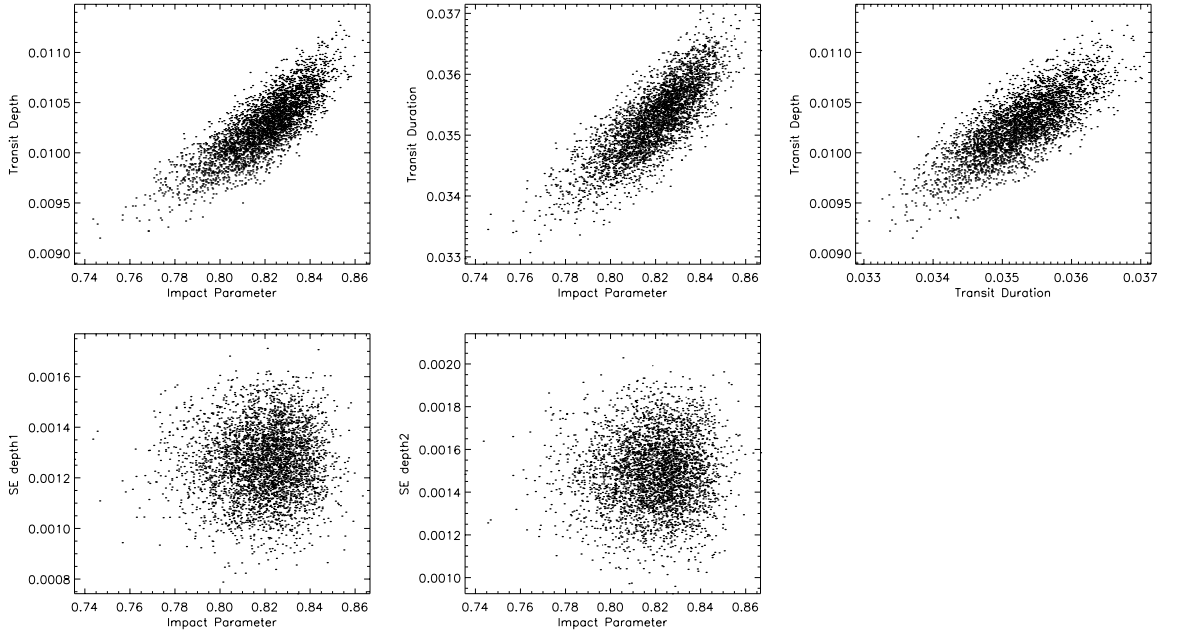 Transit Depth
0.0110
0.0105
0.0100
0.0095
0.0090
0.74 0.76 0.78 0.80 0.82 0.84 0.86
Impact Parameter
Transit Duration
0.037
0.036
0.035
0.034
0.033
0.74 0.76 0.78 0.80 0.82 0.84 0.86
Impact Parameter
Transit Depth
0.0110
0.0105
0.0100
0.0095
0.0090
0.033 0.034 0.035 0.036 0.037
Transit Duration
SE depth1
0.0016
0.0014
0.0012
0.0010
0.0008
0.74 0.76 0.78 0.80 0.82 0.84 0.86
Impact Parameter
SE depth2
0.0020
0.0018
0.0016
0.0014
0.0012
0.0010
0.74 0.76 0.78 0.80 0.82 0.84 0.86
Impact Parameter